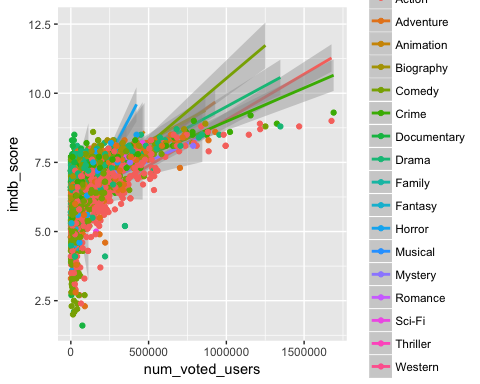 Action
Adventure
Animation
Biography
Comedy
Crime
Documentary
Drama
Family
Fantasy
Horror
Musical
Mystery
Romance
Sci-Fi
Thriller
Western
12.5
10.0
7.5
5.0
2.5
imdb_score
0 500000 1000000 1500000
num_voted_users